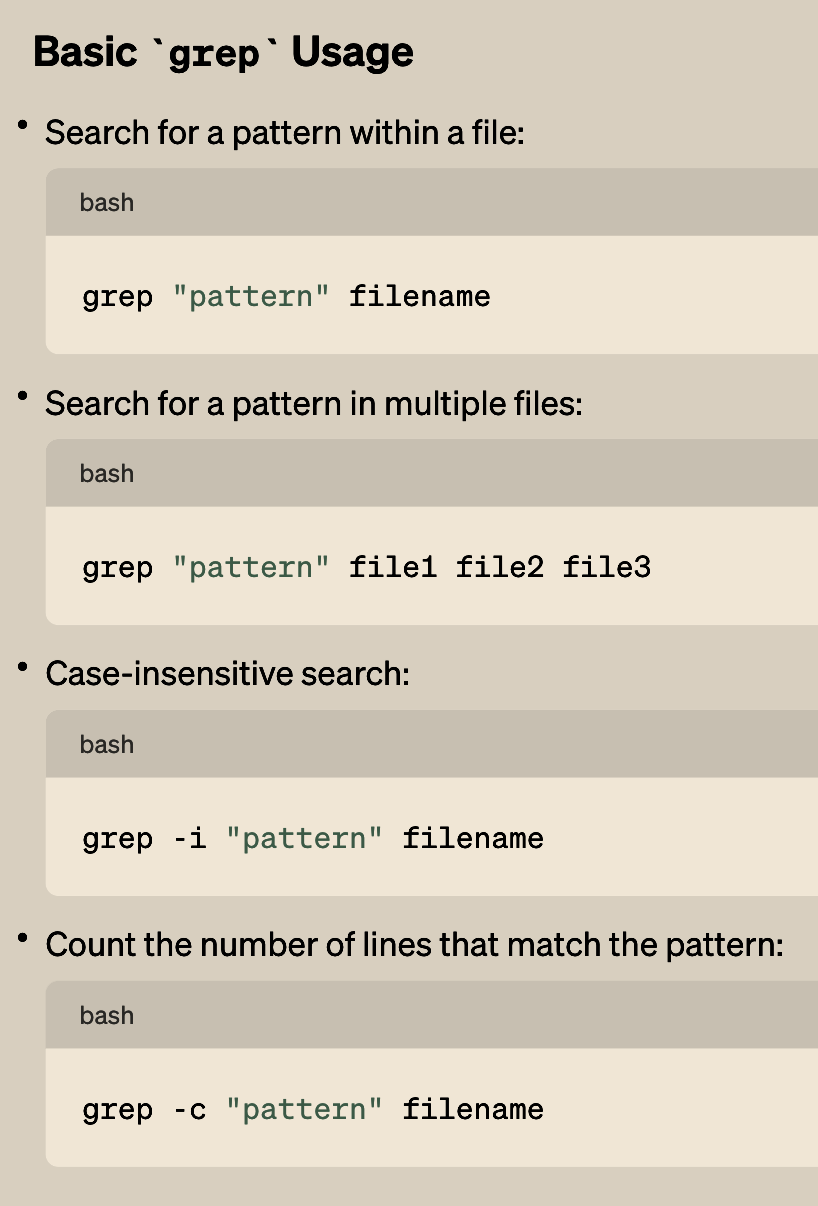 Basic `grep` Usage
• Search for a pattern within a file:
bash
grep "pattern" filename
• Search for a pattern in multiple files:
bash
grep "pattern" file1 file2 file3
• Case-insensitive search:
bash
grep -i "pattern" filename
• Count the number of lines that match the pattern:
bash
grep -c "pattern" filename